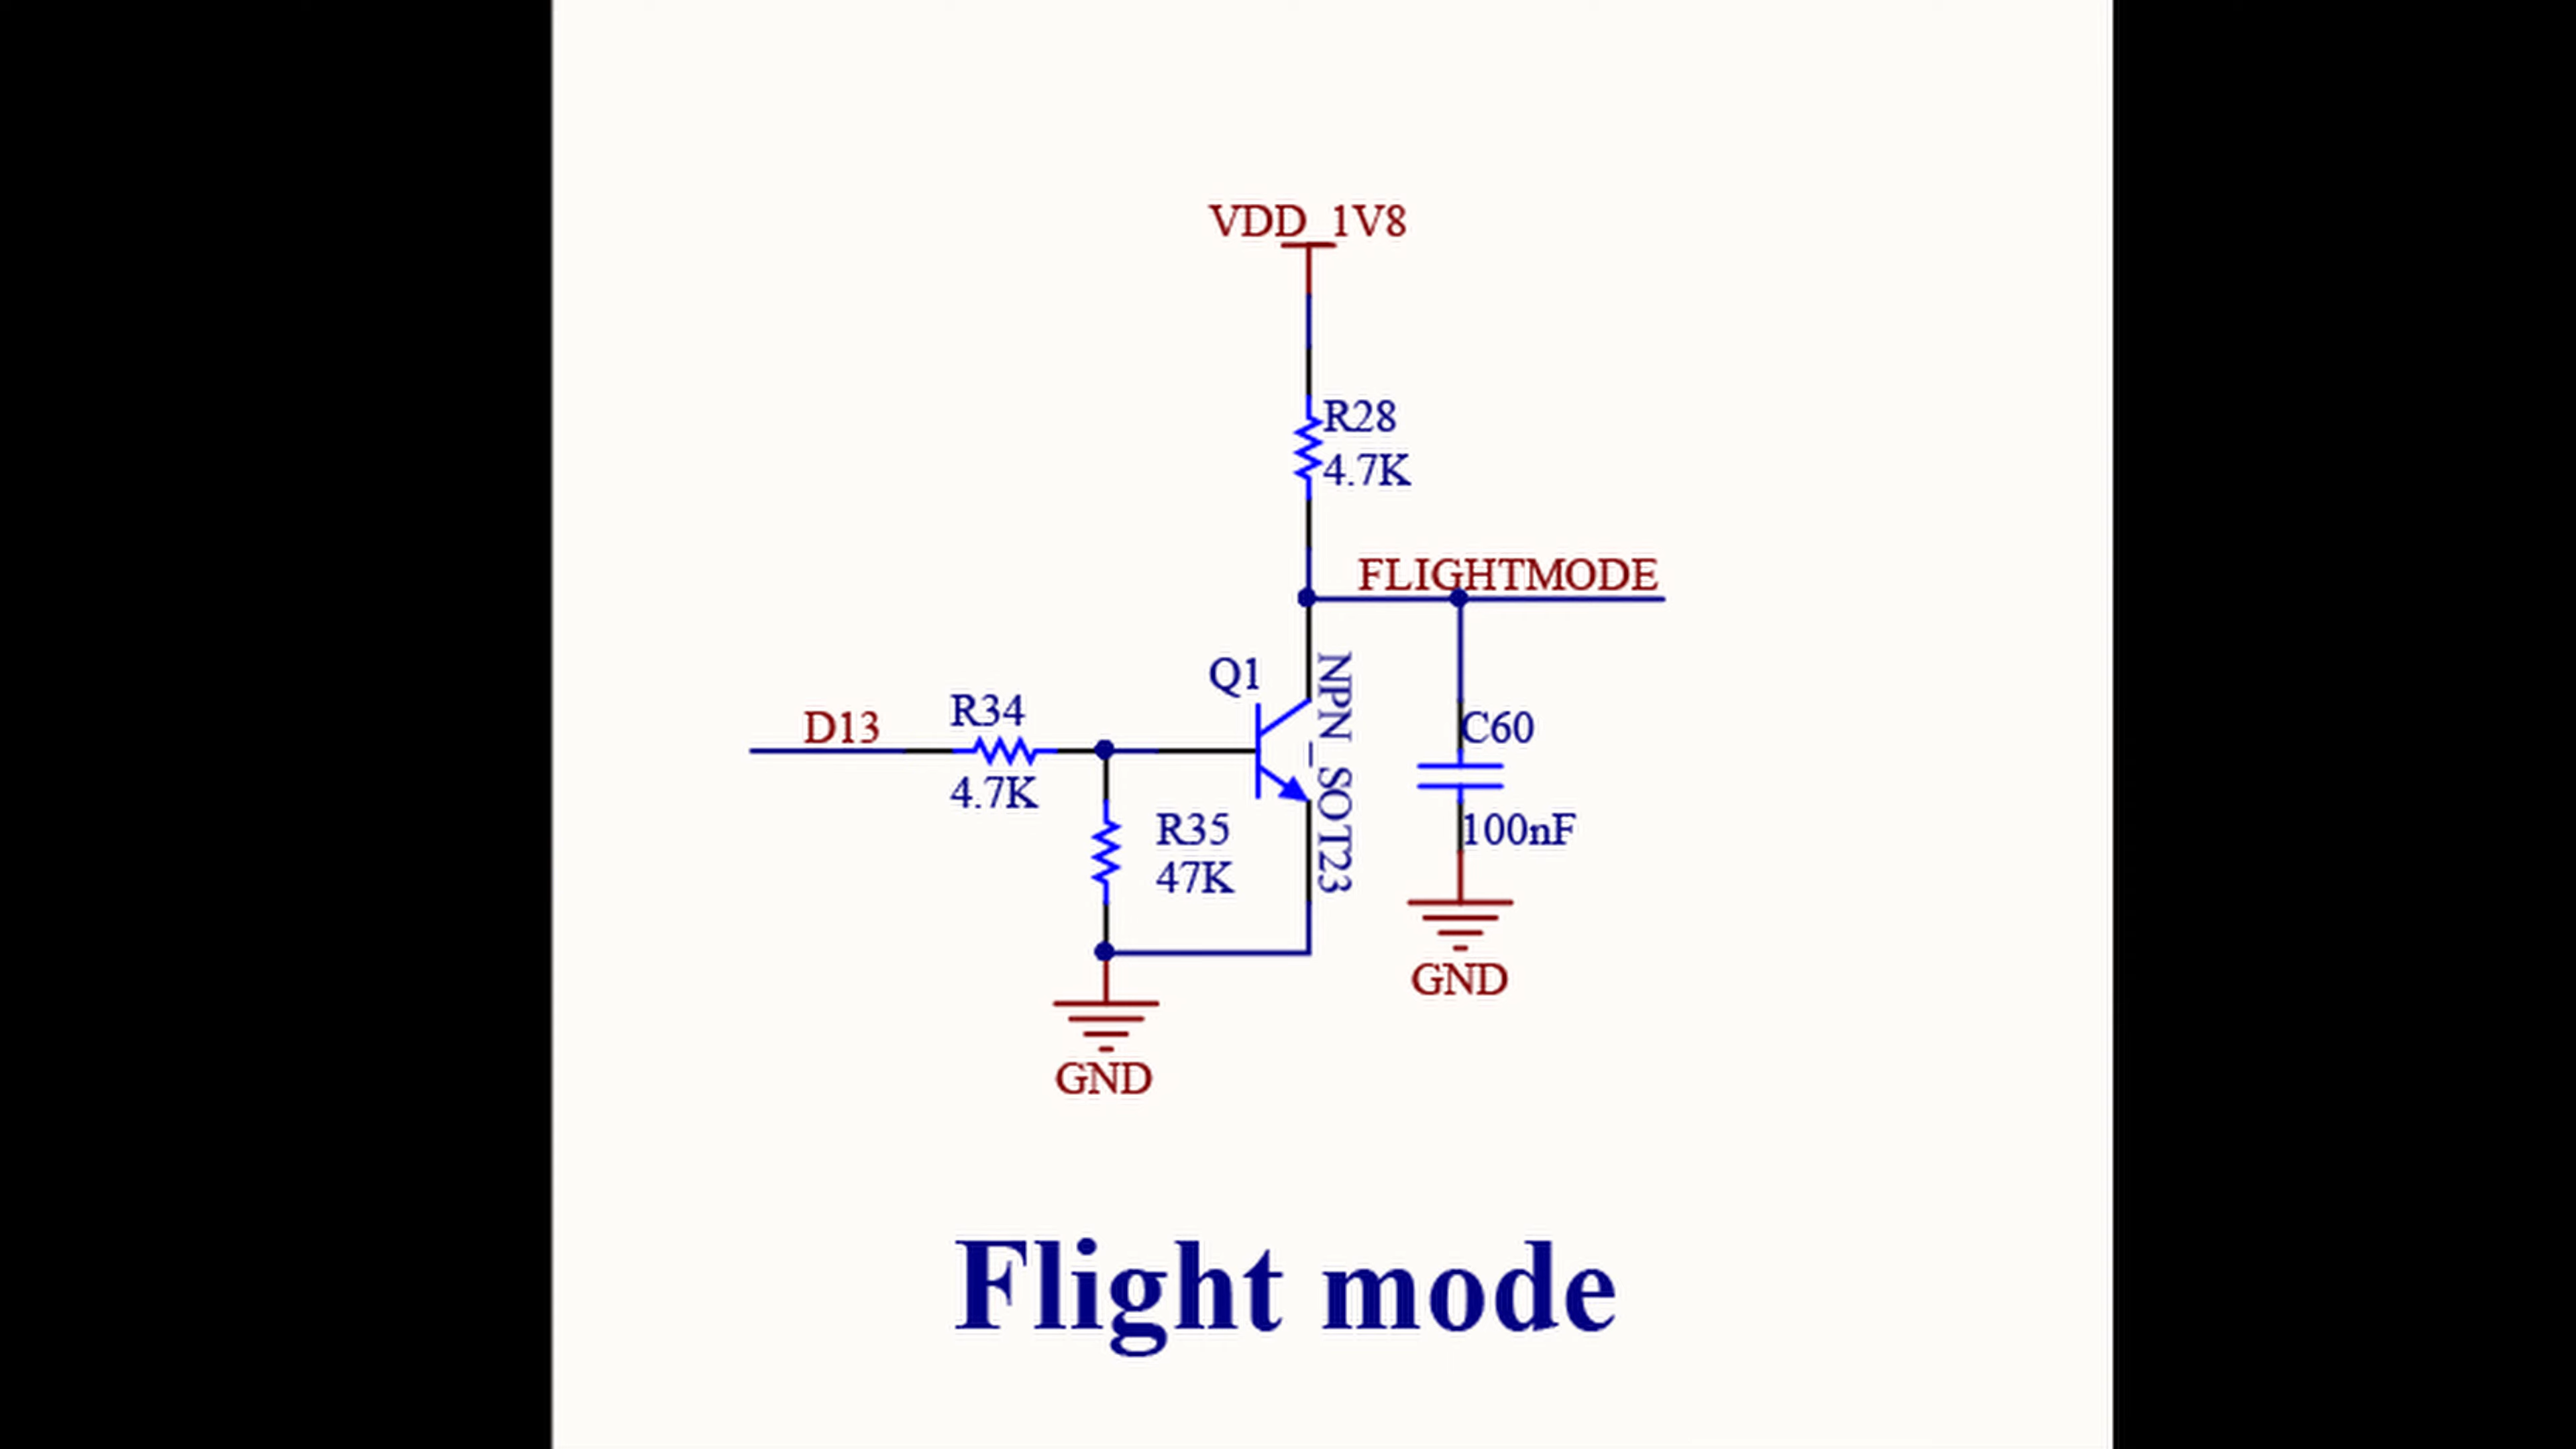 VDD_1V8
R28
4.7K
FLIGHTMODE
Q1
NPN_SOT23
D13
R34
4.7K
C60
R35
47K
100nF
GND
GND
Flight mode